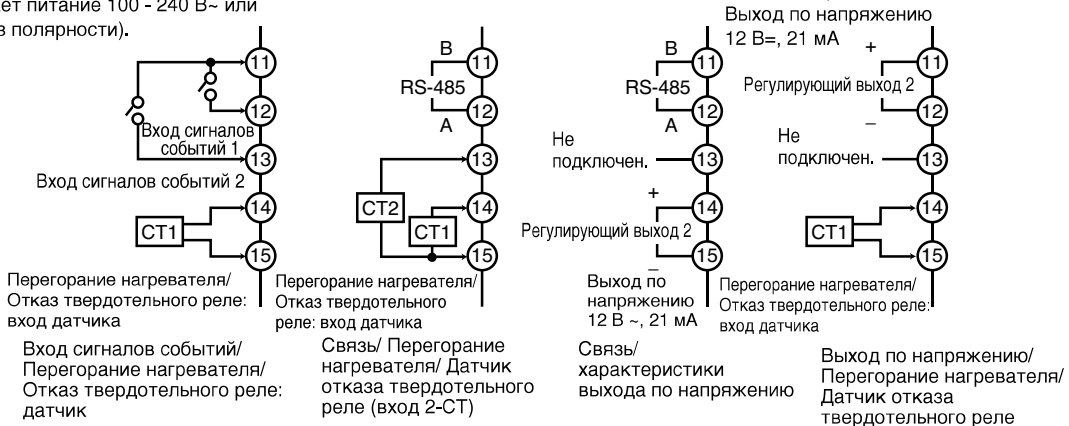 ет питание 100 - 240 В~ или
з полярности).
11
12
Вход сигналов
событий 1
13
Вход сигналов событий 2
14
CT1
15
Перегорание нагревателя/
Отказ твердотельного реле:
вход датчика
Вход сигналов событий/
Перегорание нагревателя/
Отказ твердотельного реле:
датчик
B
11
RS-485
12
A
13
CT2
14
CT1
15
Перегорание нагревателя/
Отказ твердотельного
реле: вход датчика
Связь/ Перегорание
нагревателя/ Датчик
отказа твердотельного
реле (вход 2-CT)
B
11
RS-485
12
A
Не
подключен.
13
+
14
Регулирующий выход 2
15
–
Выход по
напряжению
12 В ~, 21 мА
Связь/
характеристики
выхода по напряжению
Выход по напряжению
12 В=, 21 мА
+
11
Регулирующий выход 2
12
–
Не
подключен.
13
14
CT1
15
Перегорание нагревателя/
Отказ твердотельного реле:
вход датчика
Выход по напряжению/
Перегорание нагревателя/
Датчик отказа
твердотельного реле